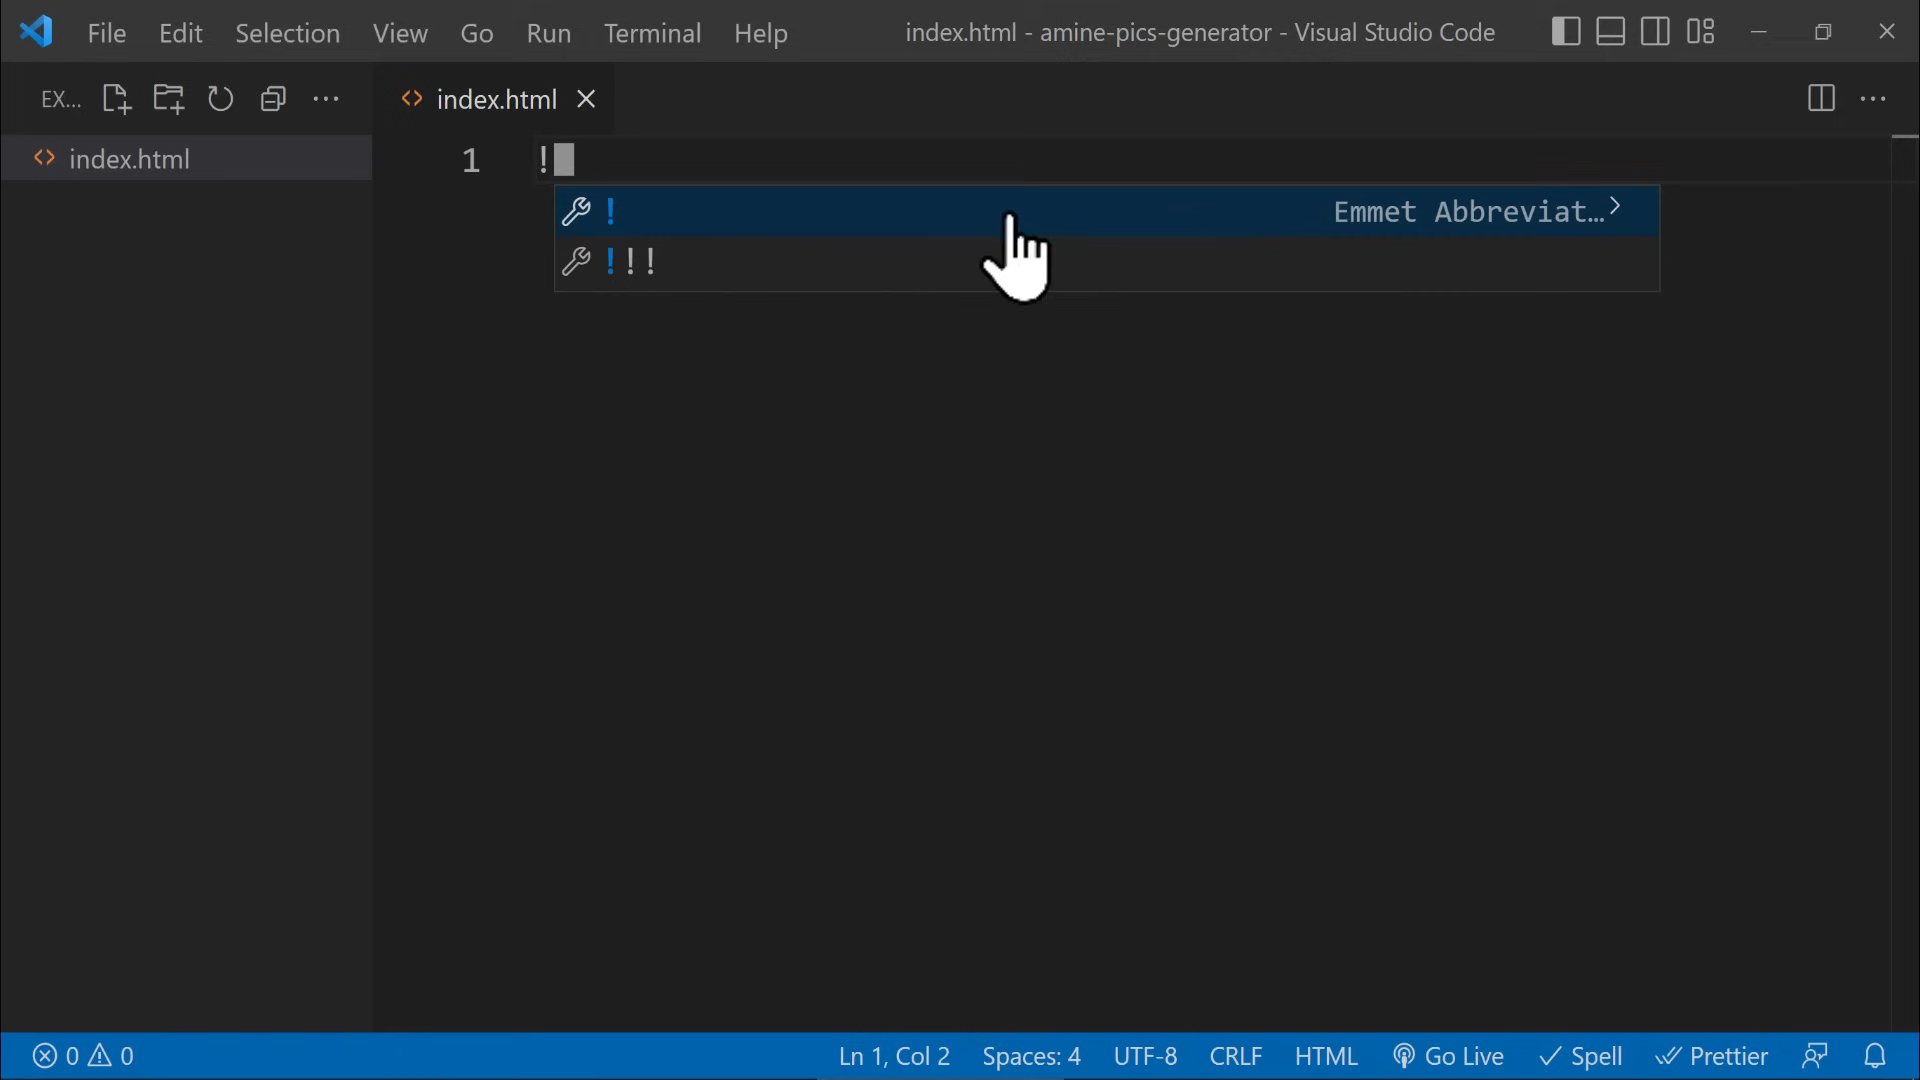 File Edit Selection View Go Run Terminal Help index.html - amine-pics-generator - Visual Studio Code
EX... index.html
index.html
1 !
! Emmet Abbreviat…
!!!
0 0 Ln 1, Col 2 Spaces: 4 UTF-8 CRLF HTML Go Live Spell Prettier